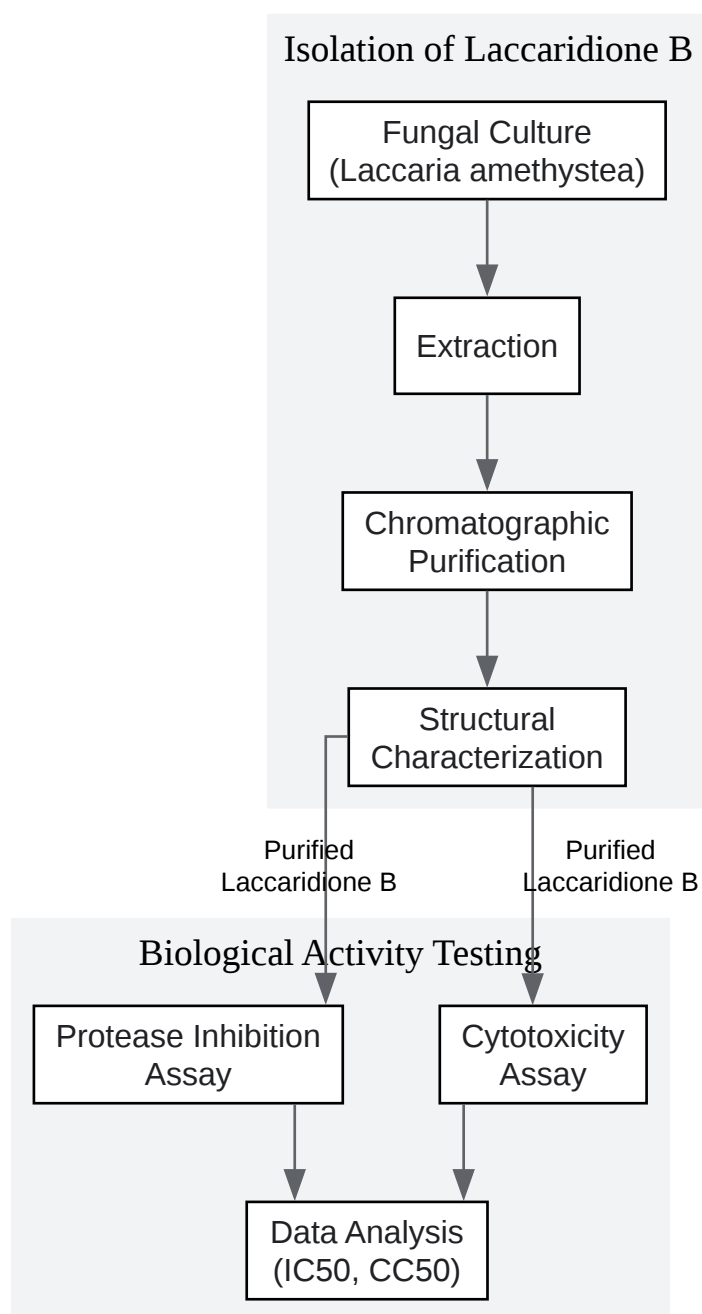 Isolation of Laccaridione B
Fungal Culture
(Laccaria amethystea)
Extraction
Chromatographic
Purification
Structural
Characterization
Purified
Laccaridione B
Purified
Laccaridione B
Biological Activity Testing
Protease Inhibition
Assay
Cytotoxicity
Assay
Data Analysis
(IC50, CC50)